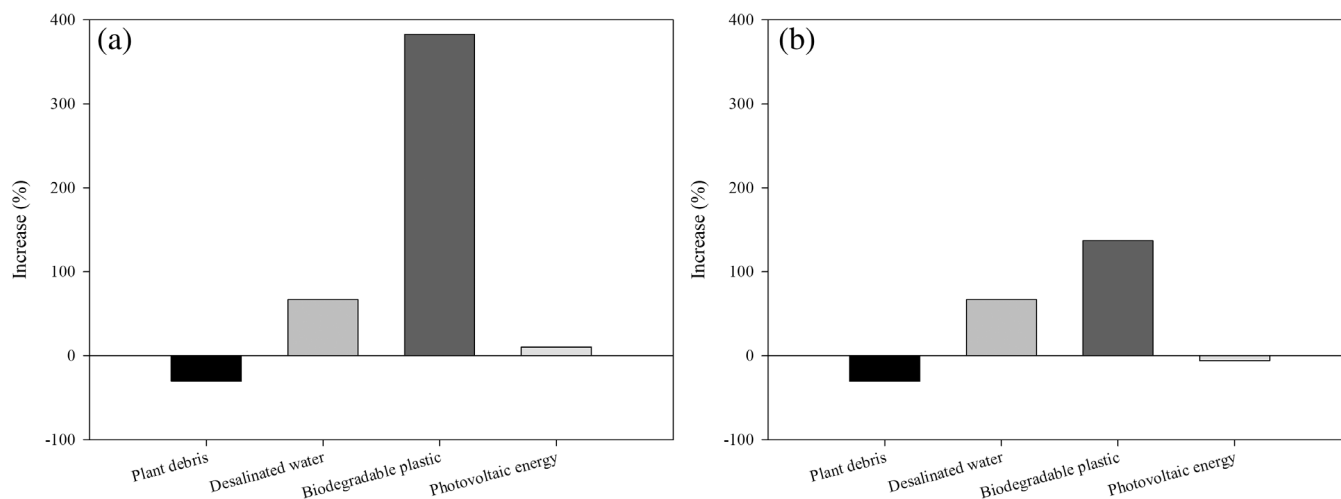 (a)
400
300
200
100
0
-100
Increase (%)
Plant debris
Desalinated water
Biodegradable plastic
Photovoltaic energy
(b)
400
300
200
100
0
-100
Increase (%)
Plant debris
Desalinated water
Biodegradable plastic
Photovoltaic energy